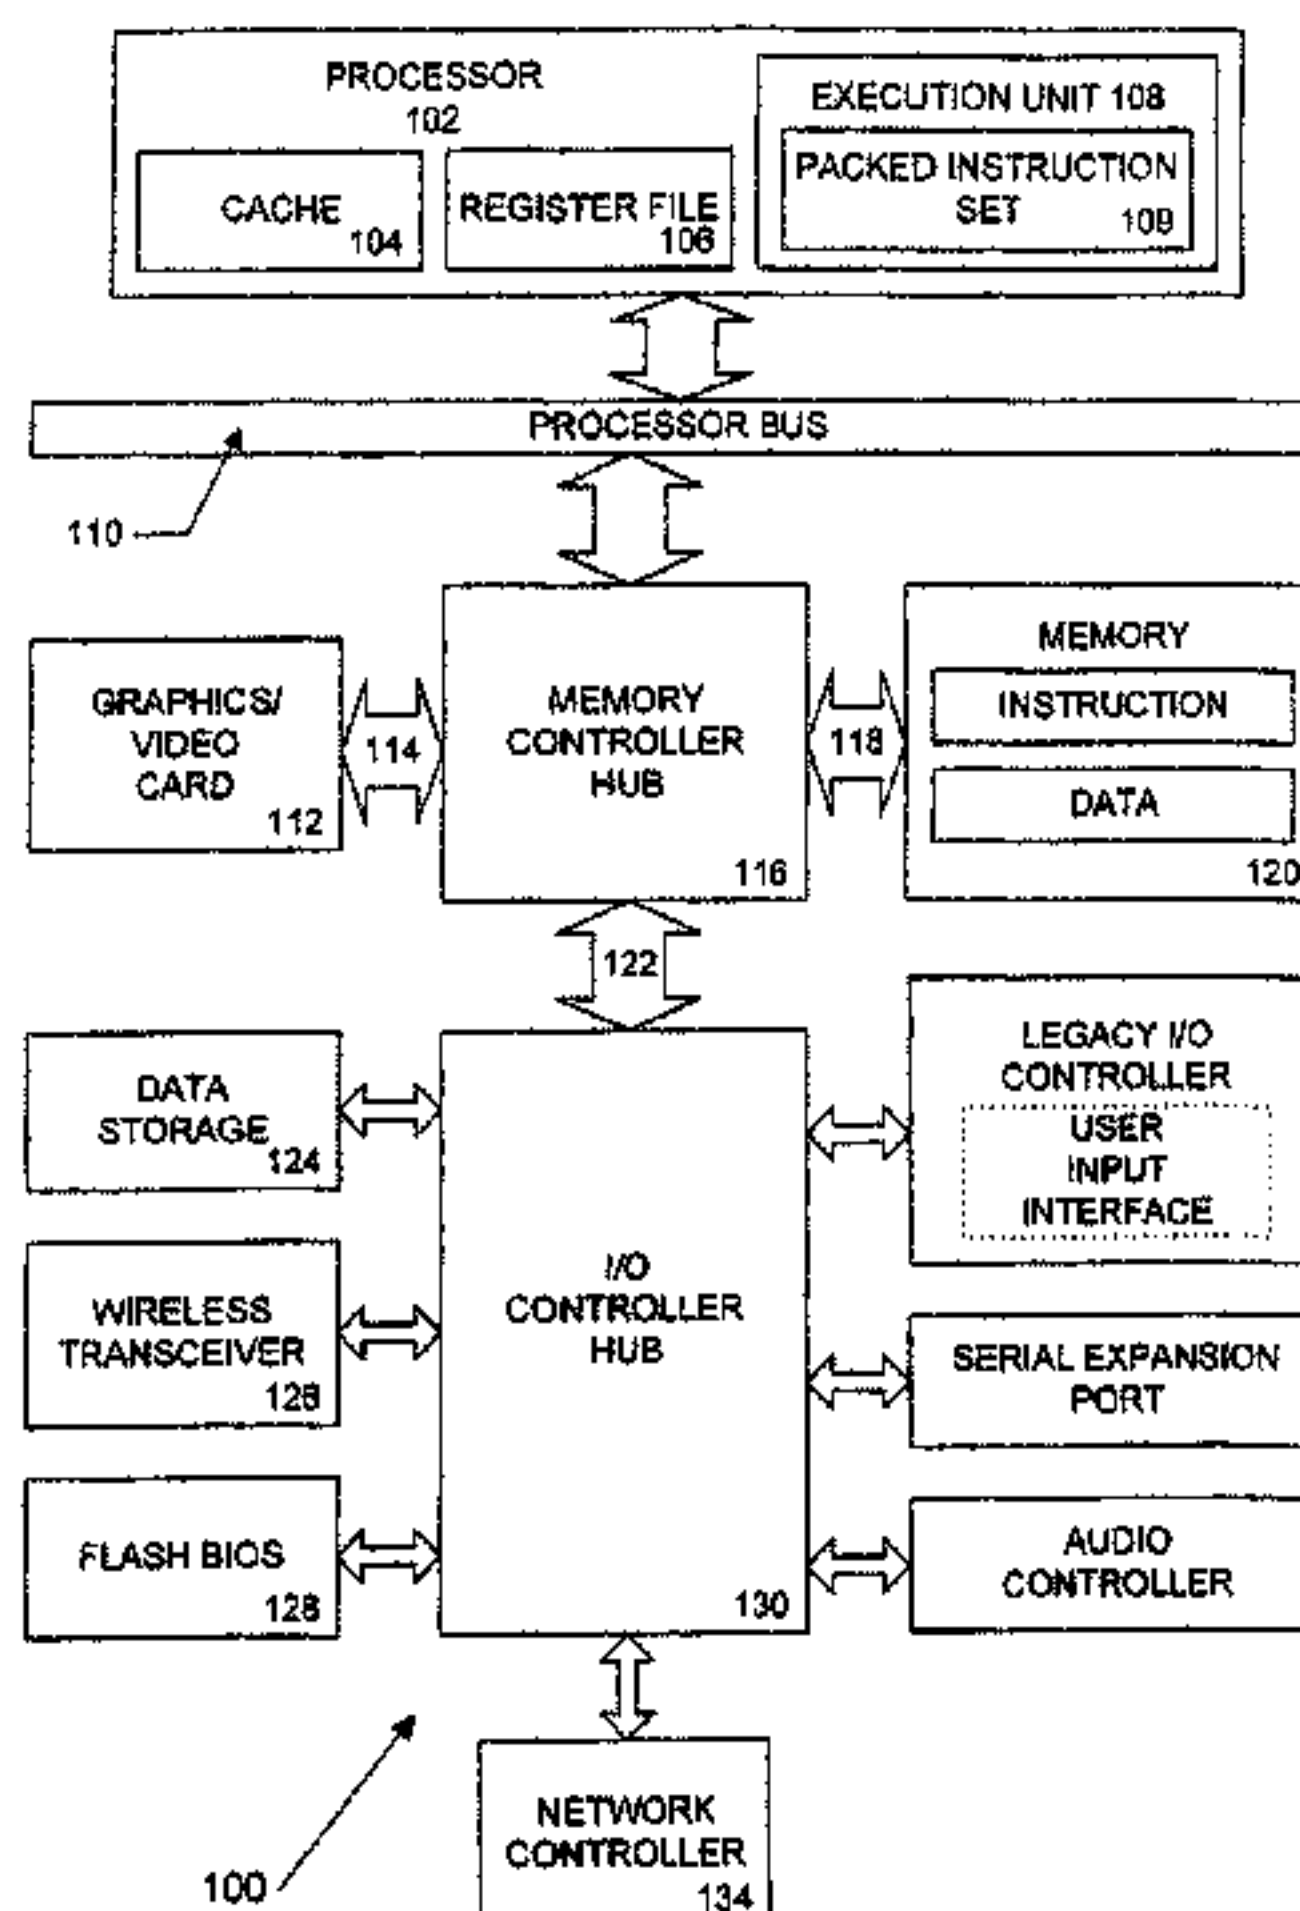 PROCESSOR
102
EXECUTION UNIT 108
PACKED INSTRUCTION
SET
109
CACHE
104
REGISTER FILE
106
PROCESSOR BUS
110
GRAPHICS/
VIDEO
CARD
112
114
MEMORY
CONTROLLER
HUB
116
118
MEMORY
INSTRUCTION
DATA
120
122
DATA
STORAGE
124
LEGACY I/O
CONTROLLER
USER
INPUT
INTERFACE
WIRELESS
TRANSCEIVER
126
I/O
CONTROLLER
HUB
130
SERIAL EXPANSION
PORT
FLASH BIOS
128
AUDIO
CONTROLLER
NETWORK
CONTROLLER
134
100